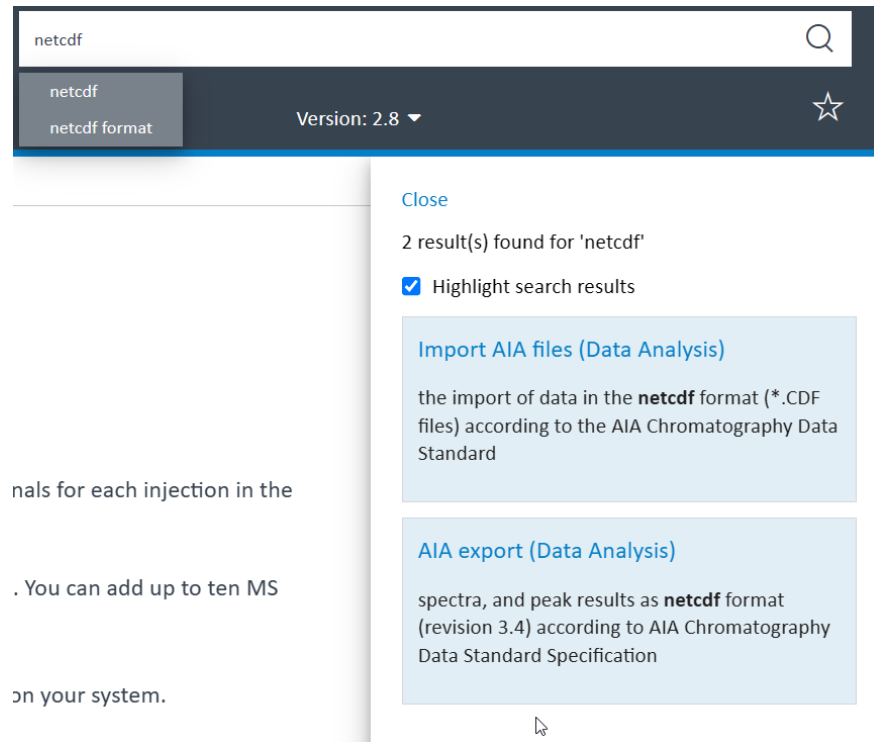 netcdf
netcdf
netcdf format
Version: 2.8
Close
2 result(s) found for 'netcdf'
Highlight search results
Import AIA files (Data Analysis)
the import of data in the netcdf format (*.CDF
files) according to the AIA Chromatography Data
Standard
nals for each injection in the
AIA export (Data Analysis)
. You can add up to ten MS
spectra, and peak results as netcdf format
(revision 3.4) according to AIA Chromatography
Data Standard Specification
on your system.